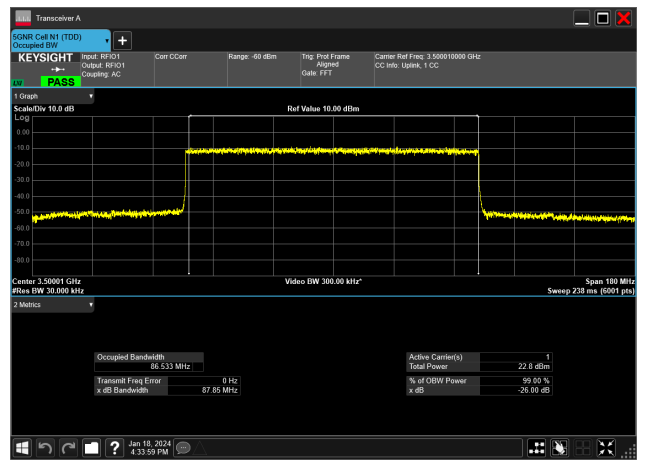 Transceiver A
5GNR Cell N1 (TDD)
Occupied BW
KEYSIGHT
PASS
Input: RFIO1
Output: RFIO1
Coupling: AC
Corr CCorr
Range: -60 dBm
Trig: Prot Frame
Aligned
Gate: FFT
Carrier Ref Freq: 3.500010000 GHz
CC Info: Uplink, 1 CC
1 Graph
Scale/Div 10.0 dB
Ref Value 10.00 dBm
Log
0.00
-10.0
-20.0
-30.0
-40.0
-50.0
-60.0
-70.0
-80.0
Center 3.50001 GHz
Video BW 300.00 kHz*
Span 180 MHz
#Res BW 30.000 kHz
Sweep 238 ms (6001 pts)
2 Metrics
Occupied Bandwidth
86.533 MHz
Transmit Freq Error 0 Hz
x dB Bandwidth 87.85 MHz
Active Carrier(s) 1
Total Power 22.8 dBm
% of OBW Power 99.00 %
x dB -26.00 dB
Jan 18, 2024
4:33:59 PM